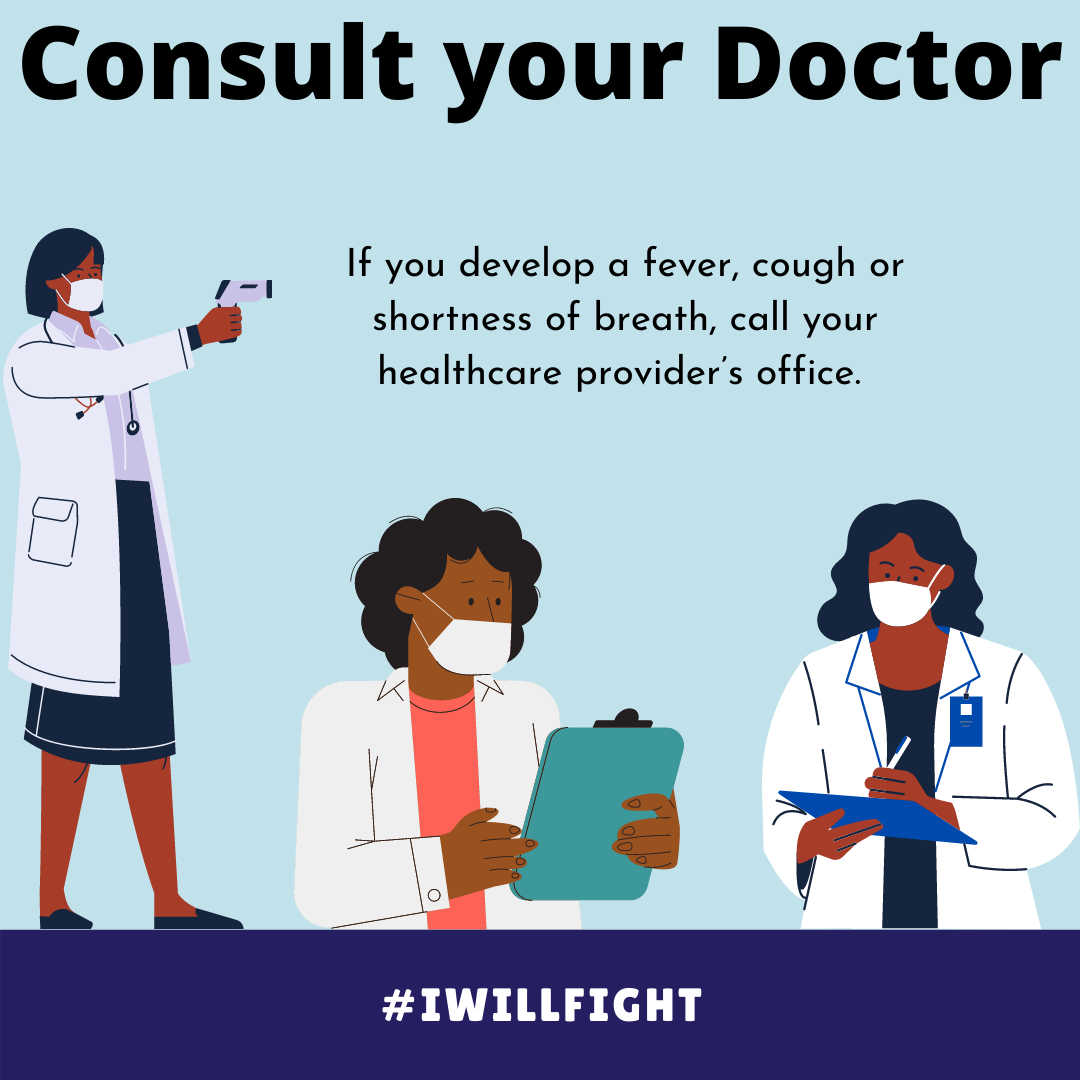 Consult your Doctor
If you develop a fever, cough or
shortness of breath, call your
healthcare provider’s office.
#IWILLFIGHT